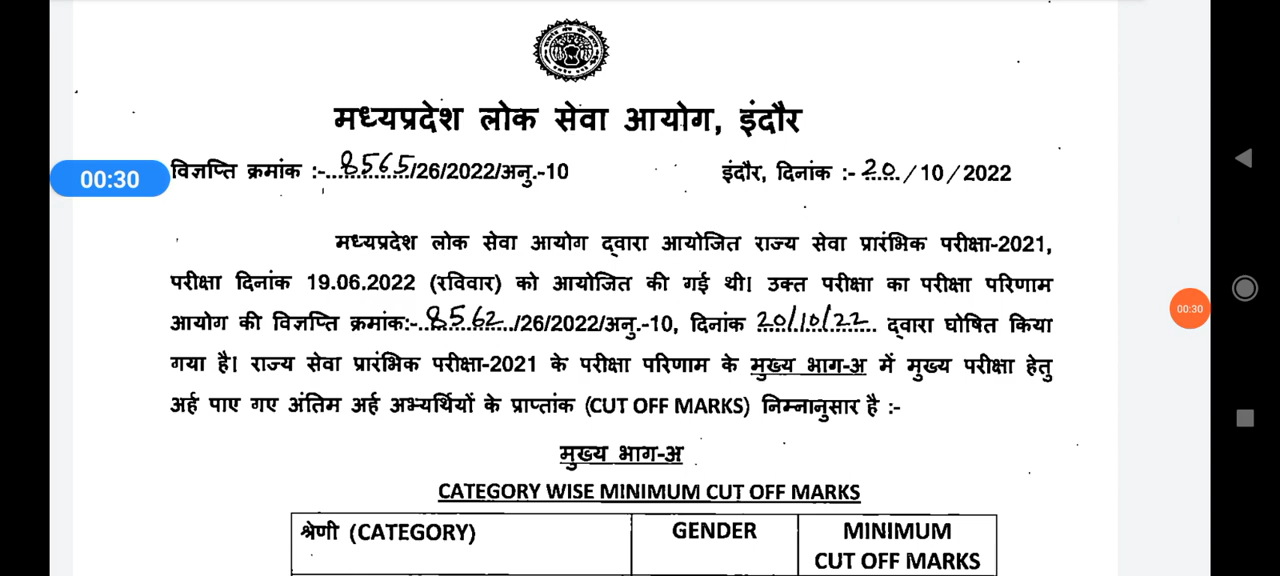 मध्यप्रदेश लोक सेवा आयोग, इंदौर
विज्ञप्ति क्रमांक :-...8565/26/2022/अनु.-10 इंदौर, दिनांक :- 20 / 10 / 2022
00:30
मध्यप्रदेश लोक सेवा आयोग द्वारा आयोजित राज्य सेवा प्रारंभिक परीक्षा-2021,
परीक्षा दिनांक 19.06.2022 (रविवार) को आयोजित की गई थी। उक्त परीक्षा का परीक्षा परिणाम
00:30
आयोग की विज्ञप्ति क्रमांक:-..8562../26/2022/अनु.-10, दिनांक 20/10/22 द्वारा घोषित किया
गया है। राज्य सेवा प्रारंभिक परीक्षा-2021 के परीक्षा परिणाम के मुख्य भाग-अ में मुख्य परीक्षा हेतु
अर्ह पाए गए अंतिम अर्ह अभ्यर्थियों के प्राप्तांक (CUT OFF MARKS) निम्नानुसार है :-
मुख्य भाग-अ
CATEGORY WISE MINIMUM CUT OFF MARKS
श्रेणी (CATEGORY) GENDER MINIMUM
CUT OFF MARKS